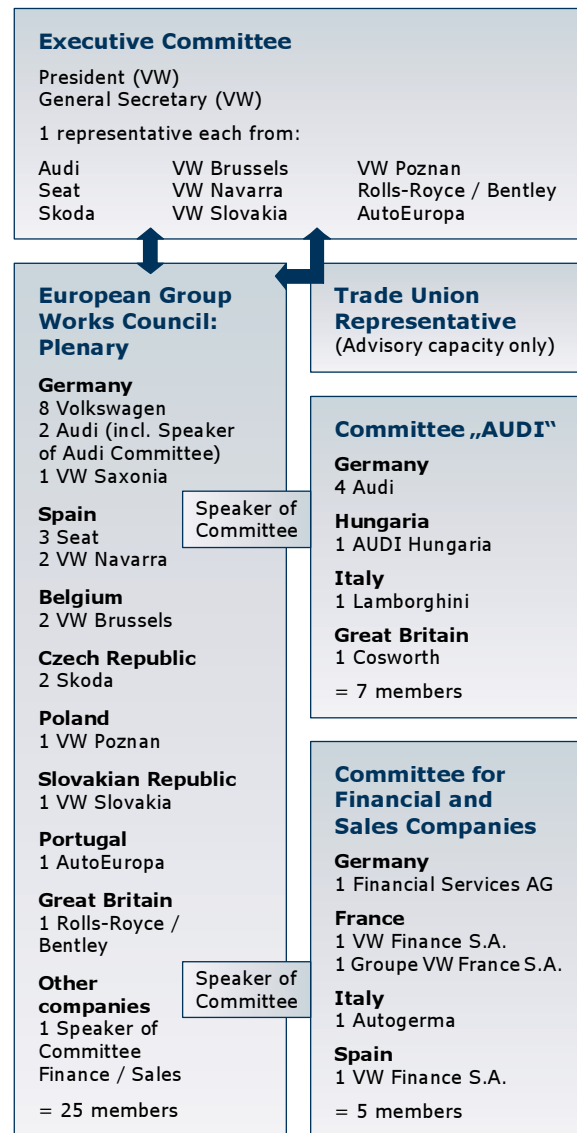 Executive Committee
President (VW)
General Secretary (VW)
1 representative each from:
Audi VW Brussels VW Poznan
Seat VW Navarra Rolls-Royce / Bentley
Skoda VW Slovakia AutoEuropa
European Group
Works Council:
Plenary
Germany
8 Volkswagen
2 Audi (incl. Speaker
of Audi Committee)
1 VW Saxonia
Spain
3 Seat
2 VW Navarra
Belgium
2 VW Brussels
Czech Republic
2 Skoda
Poland
1 VW Poznan
Slovakian Republic
1 VW Slovakia
Portugal
1 AutoEuropa
Great Britain
1 Rolls-Royce /
Bentley
Other
companies
1 Speaker of
Committee
Finance / Sales
= 25 members
Trade Union
Representative
(Advisory capacity only)
Speaker of
Committee
Committee „AUDI“
Germany
4 Audi
Hungaria
1 AUDI Hungaria
Italy
1 Lamborghini
Great Britain
1 Cosworth
= 7 members
Speaker of
Committee
Committee for
Financial and
Sales Companies
Germany
1 Financial Services AG
France
1 VW Finance S.A.
1 Groupe VW France S.A.
Italy
1 Autogerma
Spain
1 VW Finance S.A.
= 5 members